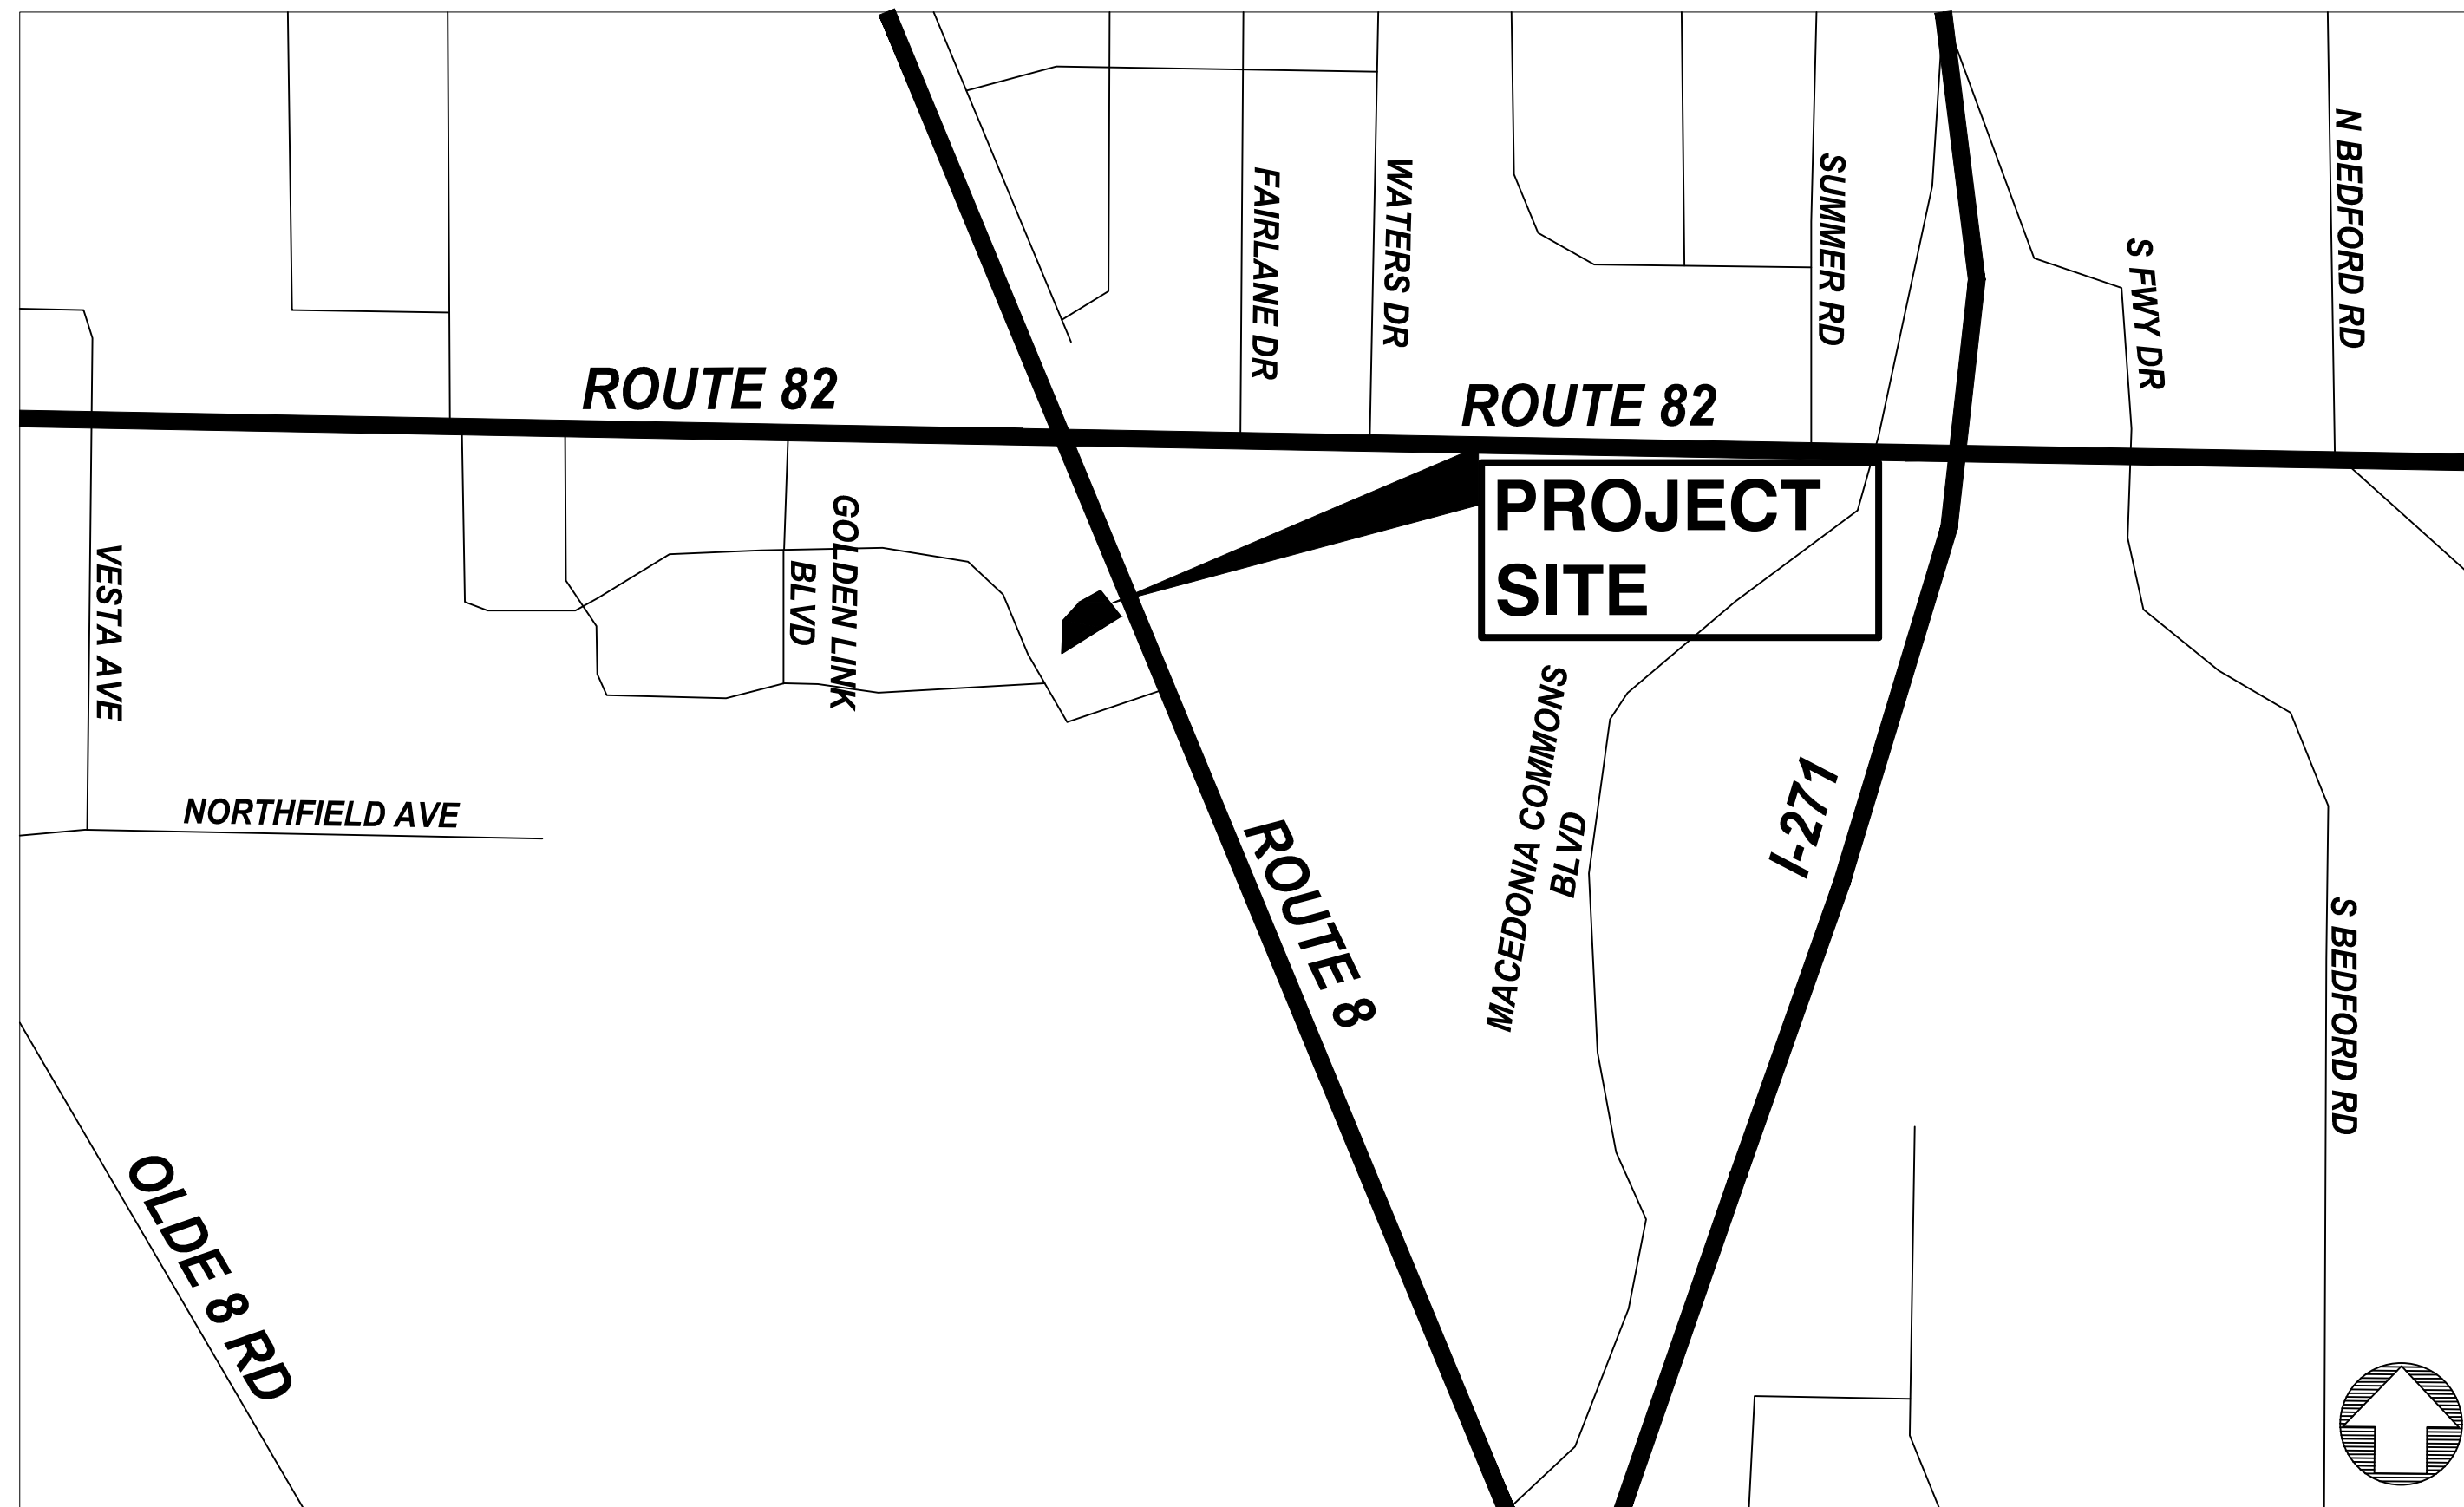 N BEDFORD RD
SUMMER RD
WATERS DR
FAIRLANE DR
S FWY DR
ROUTE 82
ROUTE 82
PROJECT
SITE
GOLDEN LINK
BLVD
VESTA AVE
MACEDONIA COMMONS
BLVD
I-271
NORTHFIELD AVE
ROUTE 8
S BEDFORD RD
OLDE 8 RD